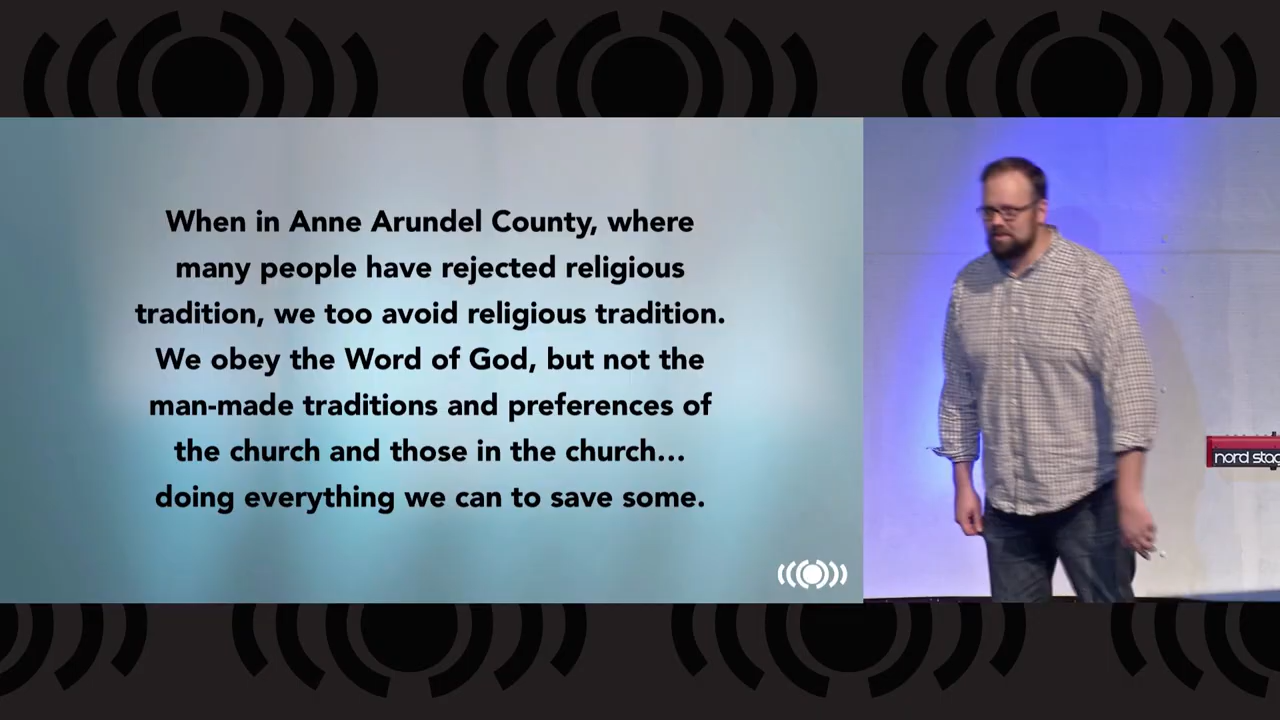 When in Anne Arundel County, where
many people have rejected religious
tradition, we too avoid religious tradition.
We obey the Word of God, but not the
man-made traditions and preferences of
the church and those in the church...
doing everything we can to save some.
nord